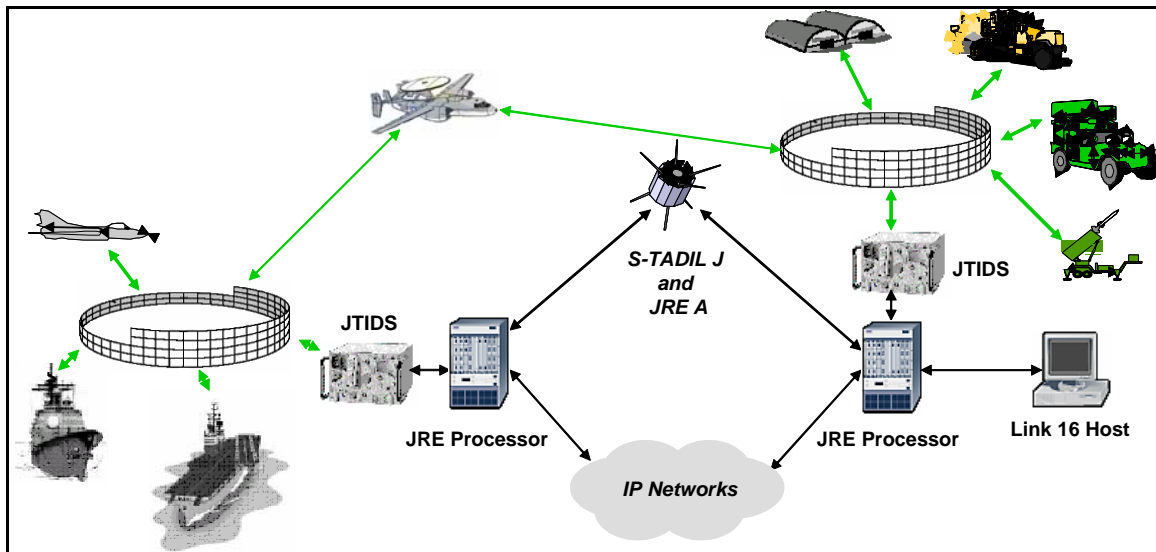 S-TADIL J
and
JRE A
JTIDS
JTIDS
JRE Processor
JRE Processor
Link 16 Host
IP Networks